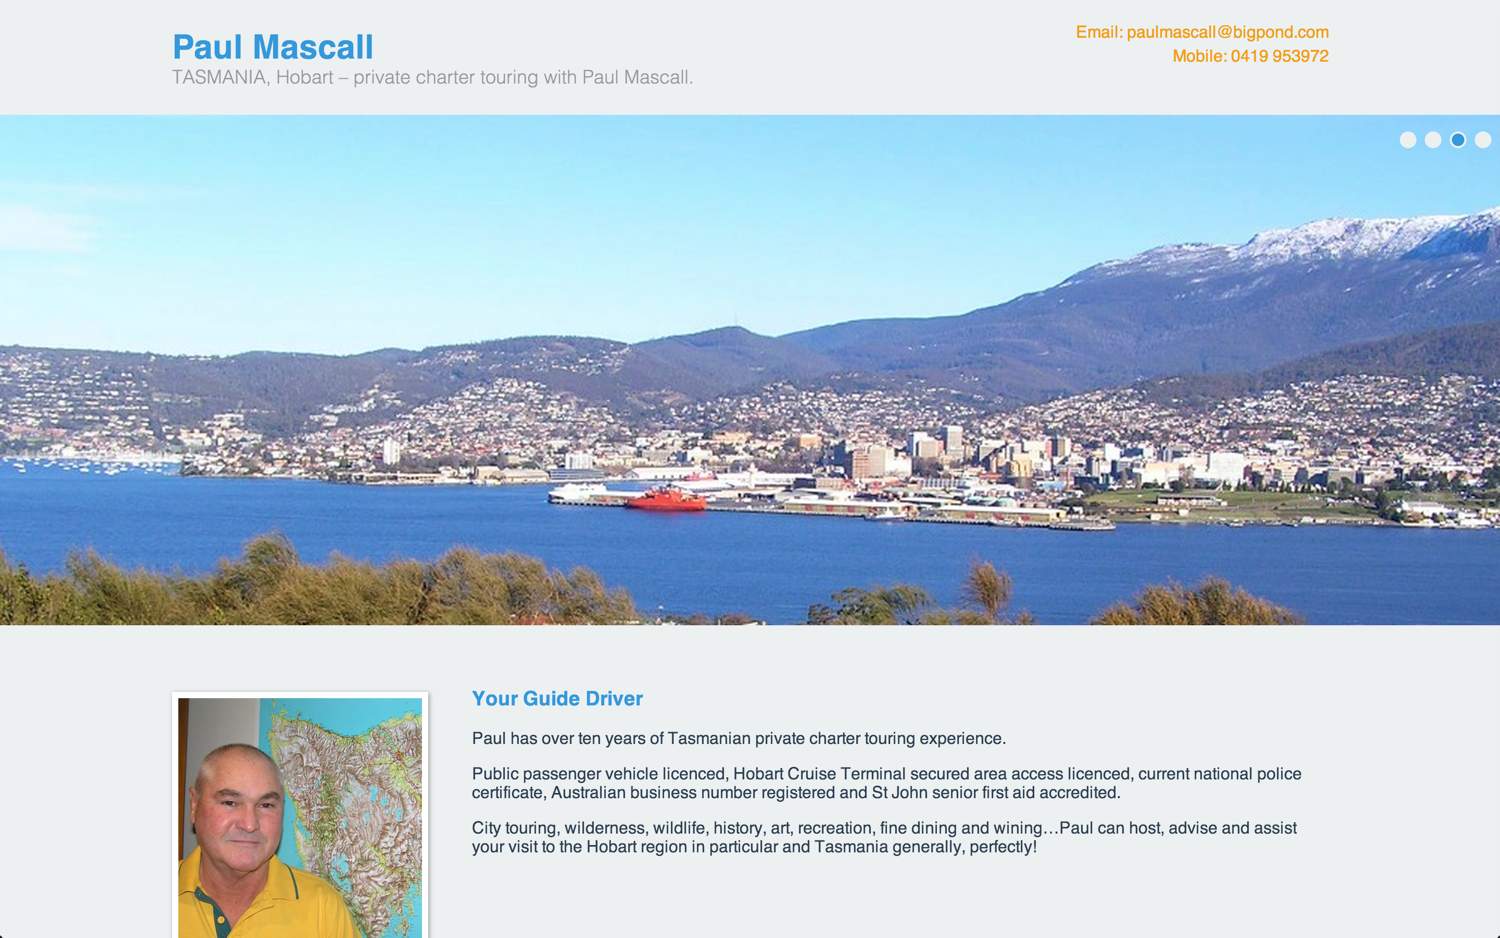 Paul Mascall
TASMANIA, Hobart – private charter touring with Paul Mascall.
Email: paulmascall@bigpond.com
Mobile: 0419 953972
Your Guide Driver
Paul has over ten years of Tasmanian private charter touring experience.
Public passenger vehicle licenced, Hobart Cruise Terminal secured area access licenced, current national police
certificate, Australian business number registered and St John senior first aid accredited.
City touring, wilderness, wildlife, history, art, recreation, fine dining and wining…Paul can host, advise and assist
your visit to the Hobart region in particular and Tasmania generally, perfectly!